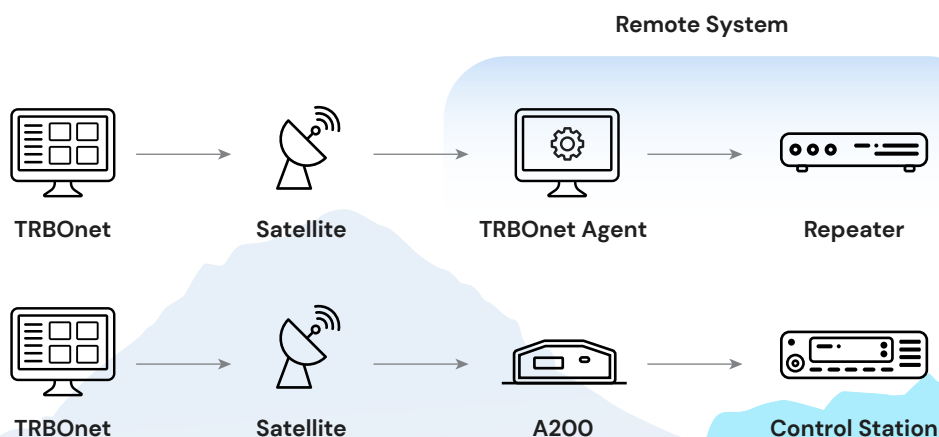 Remote System
TRBOnet
Satellite
TRBOnet Agent
Repeater
TRBOnet
Satellite
A200
Control Station